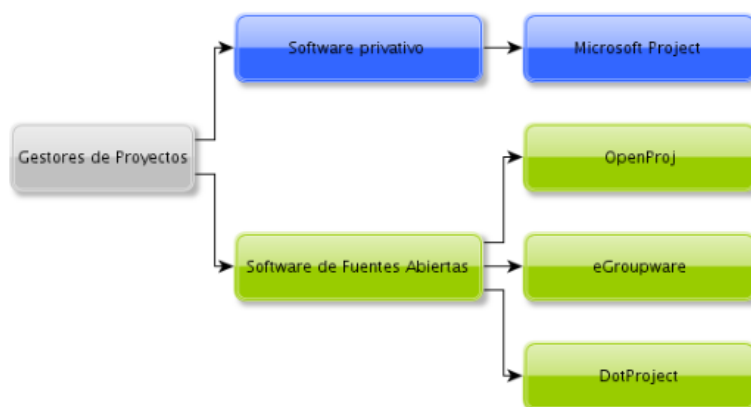 Software privativo
Microsoft Project
Gestores de Proyectos
OpenProj
Software de Fuentes Abiertas
eGroupware
DotProject